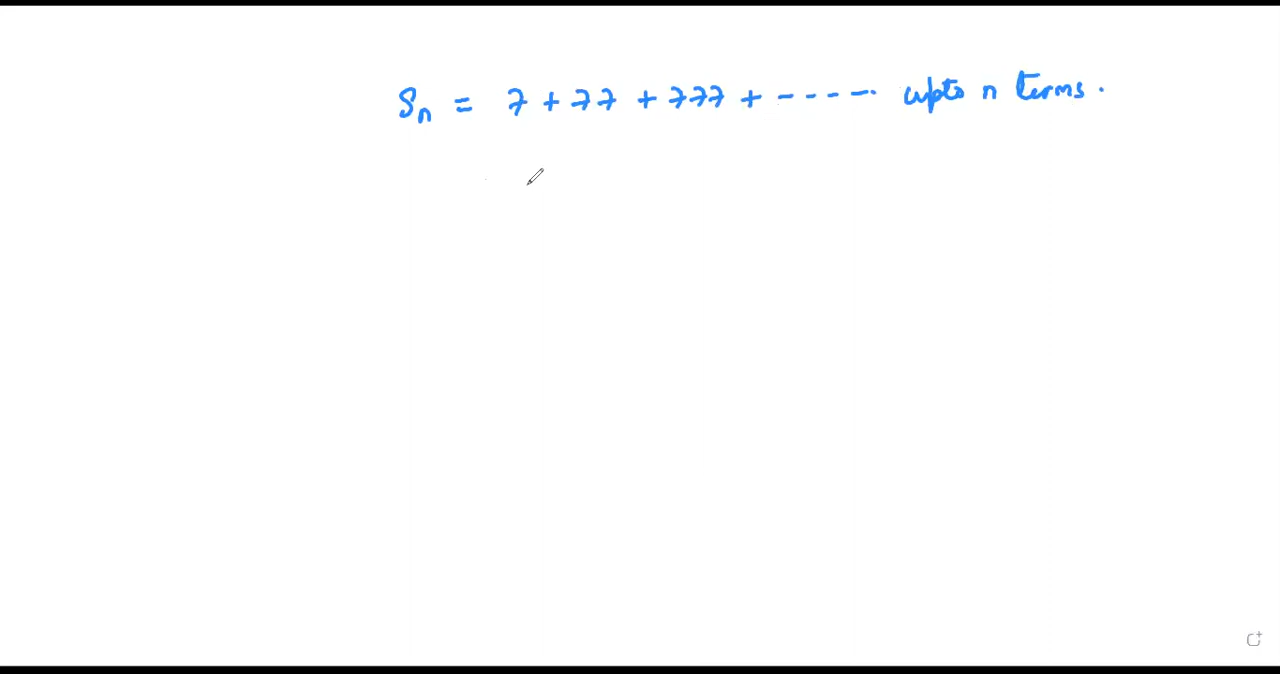 Sn = 7 + 77 + 777 + ----- upto n terms.